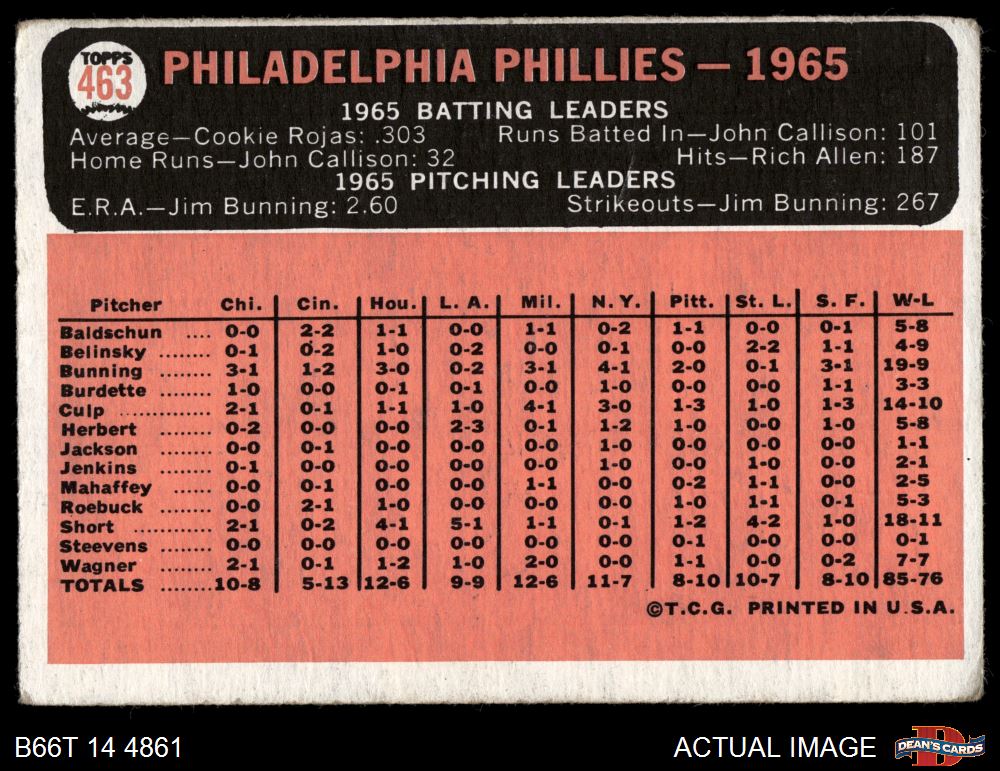 TOPPS
463
PHILADELPHIA PHILLIES — 1965
1965 BATTING LEADERS
Average—Cookie Rojas: .303 Runs Batted In—John Callison: 101
Home Runs—John Callison: 32 Hits—Rich Allen: 187
1965 PITCHING LEADERS
E.R.A.—Jim Bunning: 2.60 Strikeouts—Jim Bunning: 267
Pitcher Chi. Cin. Hou. L. A. Mil. N. Y. Pitt. St. L. S. F. W-L
Baldschun .... 0-0 2-2 1-1 0-0 1-1 0-2 1-1 0-0 0-1 5-8
Belinsky ........ 0-1 0-2 1-0 0-2 0-0 0-1 0-0 2-2 1-1 4-9
Bunning ........ 3-1 1-2 3-0 0-2 3-1 4-1 2-0 0-1 3-1 19-9
Burdette ........ 1-0 0-0 0-1 0-1 0-0 1-0 0-0 0-0 1-1 3-3
Culp .............. 2-1 0-1 1-1 1-0 4-1 3-0 1-3 1-0 1-3 14-10
Herbert ........ 0-2 0-0 0-0 2-3 0-1 1-2 1-0 0-0 1-0 5-8
Jackson ........ 0-0 0-1 0-0 0-0 0-0 1-0 0-0 0-0 0-0 1-1
Jenkins ........ 0-1 0-0 0-0 0-0 0-0 1-0 0-0 1-0 0-0 2-1
Mahaffey ...... 0-0 0-1 0-0 0-0 1-1 0-0 0-2 1-1 0-0 2-5
Roebuck ........ 0-0 2-1 1-0 0-0 0-0 0-0 1-0 1-0 0-1 5-3
Short ............ 2-1 0-2 4-1 5-1 1-1 0-1 1-2 4-2 1-0 18-11
Steevens ........ 0-0 0-0 0-0 0-0 0-0 0-0 0-1 0-0 0-0 0-1
Wagner ........ 2-1 0-1 1-2 1-0 2-0 0-0 1-1 0-0 0-2 7-7
TOTALS ........ 10-8 5-13 12-6 9-9 12-6 11-7 8-10 10-7 8-10 85-76
©T.C.G. PRINTED IN U.S.A.
B66T 14 4861 ACTUAL IMAGE DEAN'S CARDS